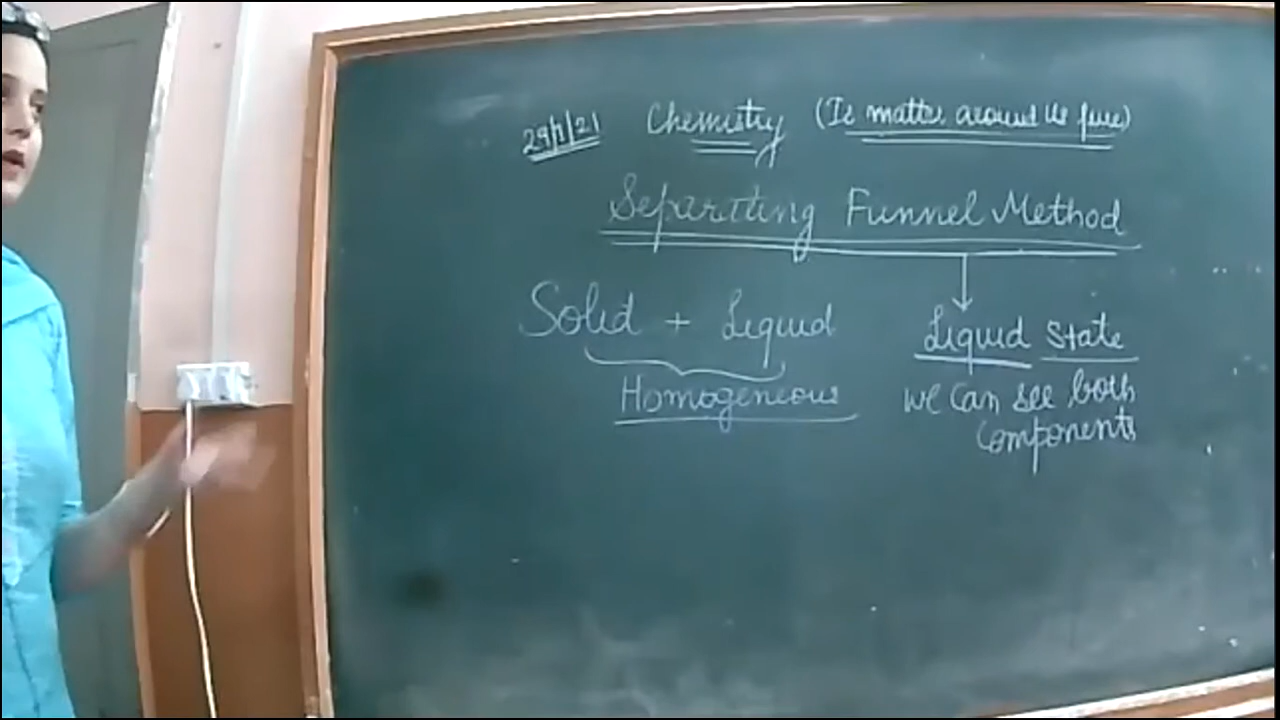 29/1/21 Chemistry (Is matter around us pure)
Separating Funnel Method
Solid + Liquid
Homogeneous
Liquid State
we can see both
components